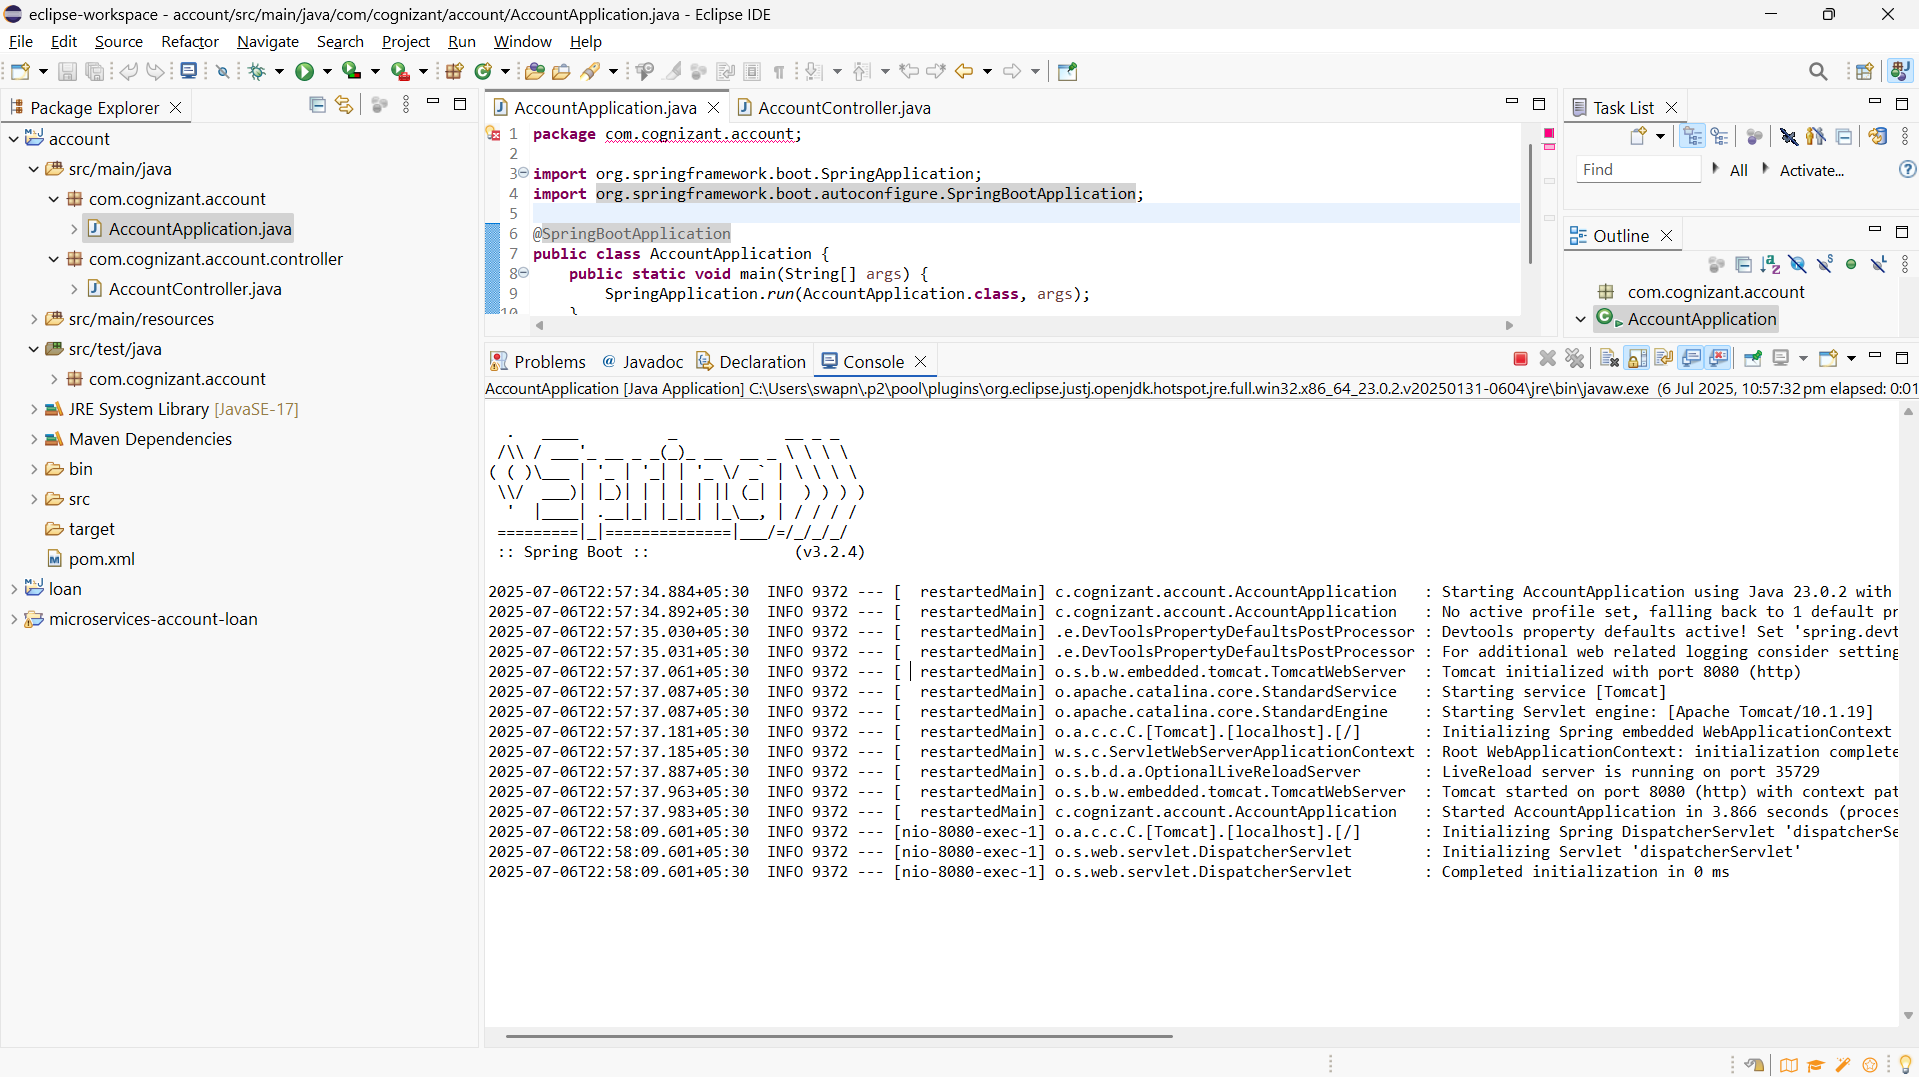 eclipse-workspace - account/src/main/java/com/cognizant/account/AccountApplication.java - Eclipse IDE
File Edit Source Refactor Navigate Search Project Run Window Help
Package Explorer
account
src/main/java
com.cognizant.account
AccountApplication.java
com.cognizant.account.controller
AccountController.java
src/main/resources
src/test/java
com.cognizant.account
JRE System Library [JavaSE-17]
Maven Dependencies
bin
src
target
pom.xml
loan
microservices-account-loan
AccountApplication.java AccountController.java
1 package com.cognizant.account;
2
3 import org.springframework.boot.SpringApplication;
4 import org.springframework.boot.autoconfigure.SpringBootApplication;
5
6 @SpringBootApplication
7 public class AccountApplication {
8 public static void main(String[] args) {
9 SpringApplication.run(AccountApplication.class, args);
10 }
Task List
Find All Activate...
Outline
com.cognizant.account
AccountApplication
Problems Javadoc Declaration Console
AccountApplication [Java Application] C:\Users\swapn\.p2\pool\plugins\org.eclipse.justj.openjdk.hotspot.jre.full.win32.x86_64_23.0.2.v20250131-0604\jre\bin\javaw.exe (6 Jul 2025, 10:57:32 pm elapsed: 0:01
  .   ____          _            __ _ _
 /\\ / ___'_ __ _ _(_)_ __  __ _ \ \ \ \
( ( )\___ | '_ | '_| | '_ \/ _` | \ \ \ \
 \\/  ___)| |_)| | | | | || (_| |  ) ) ) )
  '  |____| .__|_| |_|_| |_\__, | / / / /
 =========|_|==============|___/=/_/_/_/
:: Spring Boot :: (v3.2.4)
2025-07-06T22:57:34.884+05:30 INFO 9372 --- [ restartedMain] c.cognizant.account.AccountApplication : Starting AccountApplication using Java 23.0.2 with
2025-07-06T22:57:34.892+05:30 INFO 9372 --- [ restartedMain] c.cognizant.account.AccountApplication : No active profile set, falling back to 1 default pr
2025-07-06T22:57:35.030+05:30 INFO 9372 --- [ restartedMain] .e.DevToolsPropertyDefaultsPostProcessor : Devtools property defaults active! Set 'spring.devt
2025-07-06T22:57:35.031+05:30 INFO 9372 --- [ restartedMain] .e.DevToolsPropertyDefaultsPostProcessor : For additional web related logging consider setting
2025-07-06T22:57:37.061+05:30 INFO 9372 --- [ restartedMain] o.s.b.w.embedded.tomcat.TomcatWebServer : Tomcat initialized with port 8080 (http)
2025-07-06T22:57:37.087+05:30 INFO 9372 --- [ restartedMain] o.apache.catalina.core.StandardService : Starting service [Tomcat]
2025-07-06T22:57:37.087+05:30 INFO 9372 --- [ restartedMain] o.apache.catalina.core.StandardEngine : Starting Servlet engine: [Apache Tomcat/10.1.19]
2025-07-06T22:57:37.181+05:30 INFO 9372 --- [ restartedMain] o.a.c.c.C.[Tomcat].[localhost].[/] : Initializing Spring embedded WebApplicationContext
2025-07-06T22:57:37.185+05:30 INFO 9372 --- [ restartedMain] w.s.c.ServletWebServerApplicationContext : Root WebApplicationContext: initialization complete
2025-07-06T22:57:37.887+05:30 INFO 9372 --- [ restartedMain] o.s.b.d.a.OptionalLiveReloadServer : LiveReload server is running on port 35729
2025-07-06T22:57:37.963+05:30 INFO 9372 --- [ restartedMain] o.s.b.w.embedded.tomcat.TomcatWebServer : Tomcat started on port 8080 (http) with context pat
2025-07-06T22:57:37.983+05:30 INFO 9372 --- [ restartedMain] c.cognizant.account.AccountApplication : Started AccountApplication in 3.866 seconds (proces
2025-07-06T22:58:09.601+05:30 INFO 9372 --- [nio-8080-exec-1] o.a.c.c.C.[Tomcat].[localhost].[/] : Initializing Spring DispatcherServlet 'dispatcherSe
2025-07-06T22:58:09.601+05:30 INFO 9372 --- [nio-8080-exec-1] o.s.web.servlet.DispatcherServlet : Initializing Servlet 'dispatcherServlet'
2025-07-06T22:58:09.601+05:30 INFO 9372 --- [nio-8080-exec-1] o.s.web.servlet.DispatcherServlet : Completed initialization in 0 ms